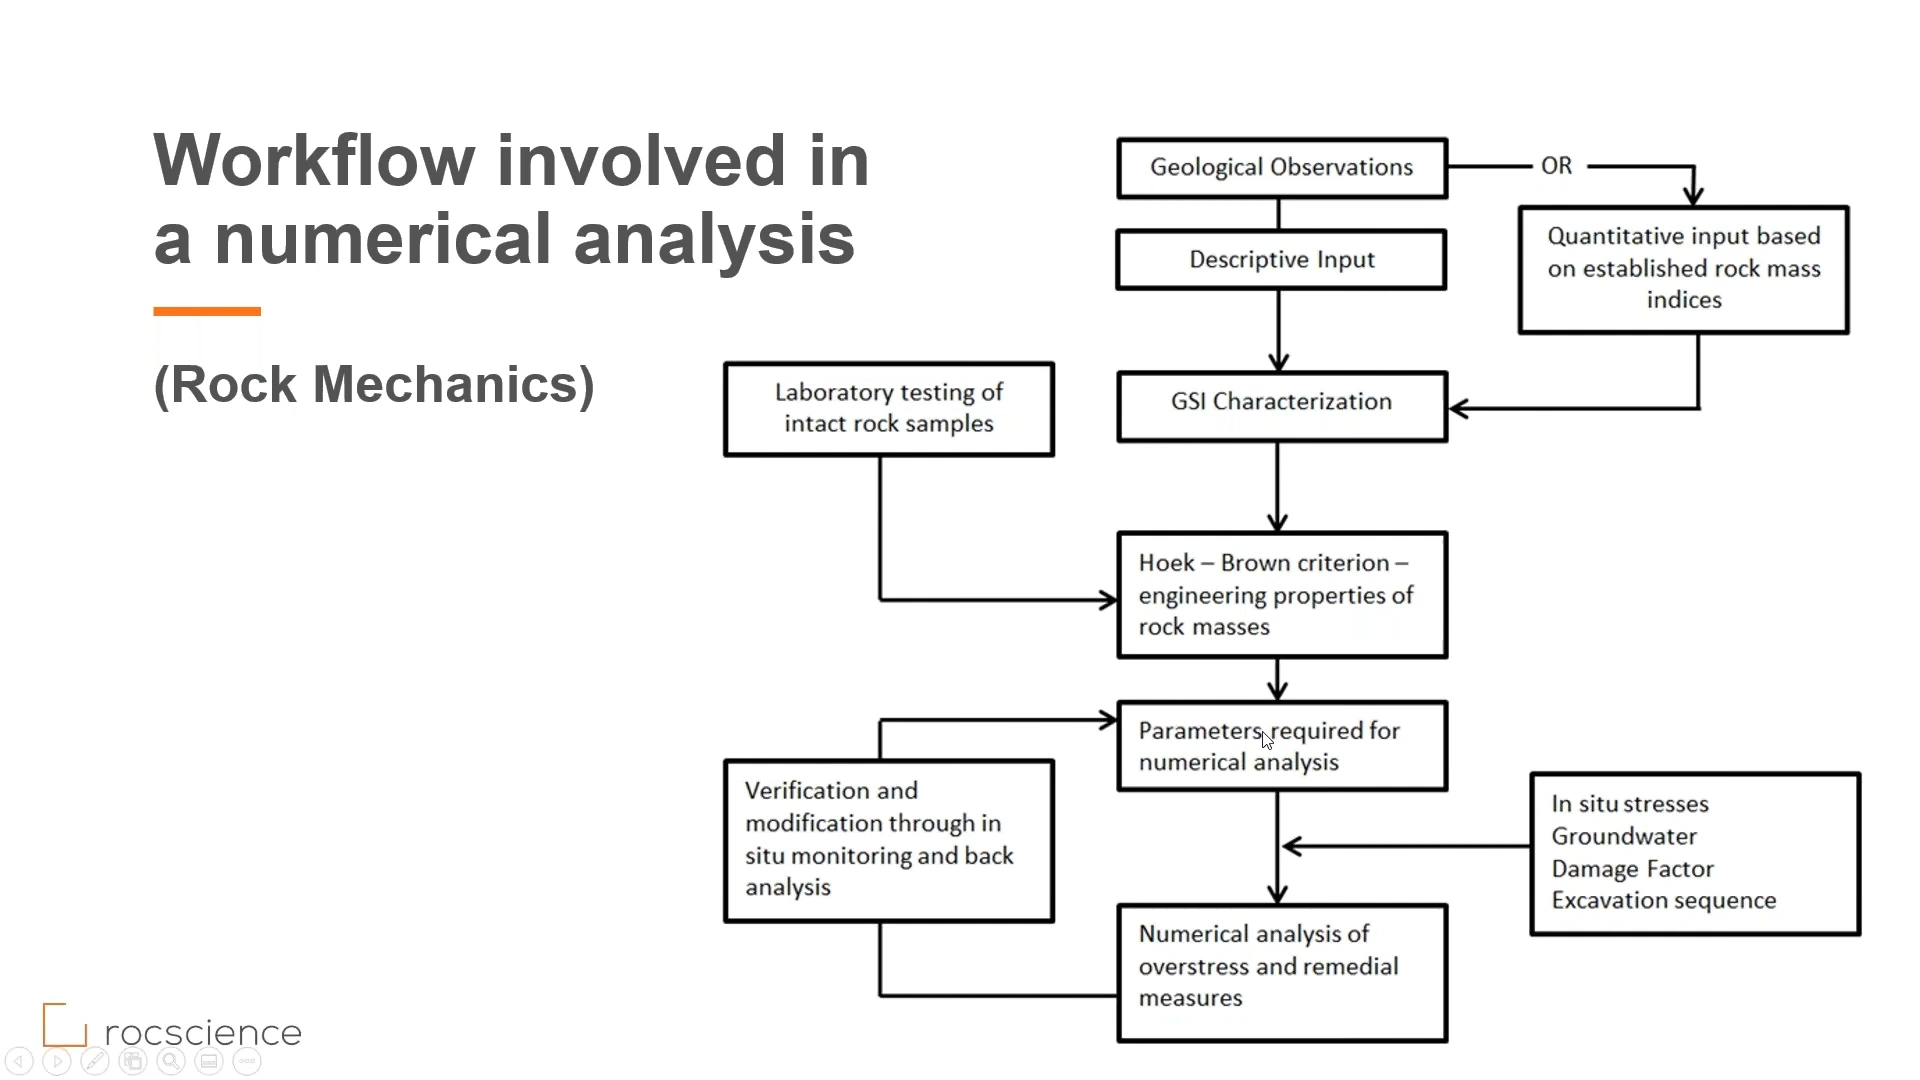 Workflow involved in
a numerical analysis
(Rock Mechanics)
Geological Observations
OR
Descriptive Input
Quantitative input based
on established rock mass
indices
Laboratory testing of
intact rock samples
GSI Characterization
Hoek – Brown criterion –
engineering properties of
rock masses
Parameters required for
numerical analysis
Verification and
modification through in
situ monitoring and back
analysis
In situ stresses
Groundwater
Damage Factor
Excavation sequence
Numerical analysis of
overstress and remedial
measures
rocscience